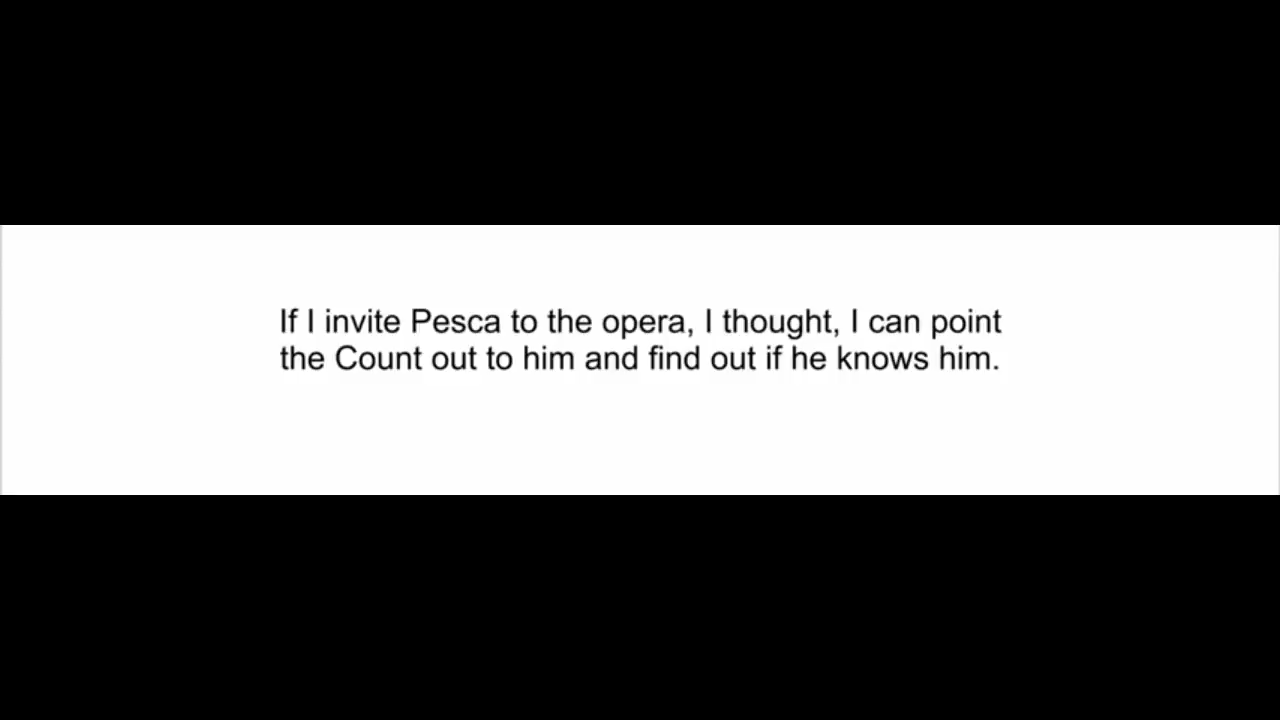 If I invite Pesca to the opera, I thought, I can point
the Count out to him and find out if he knows him.